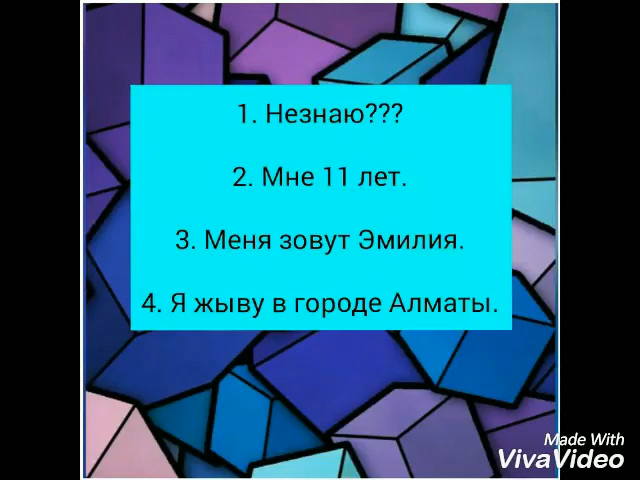 1. Незнаю???
2. Мне 11 лет.
3. Меня зовут Эмилия.
4. Я жыву в городе Алматы.
Made With
VivaVideo